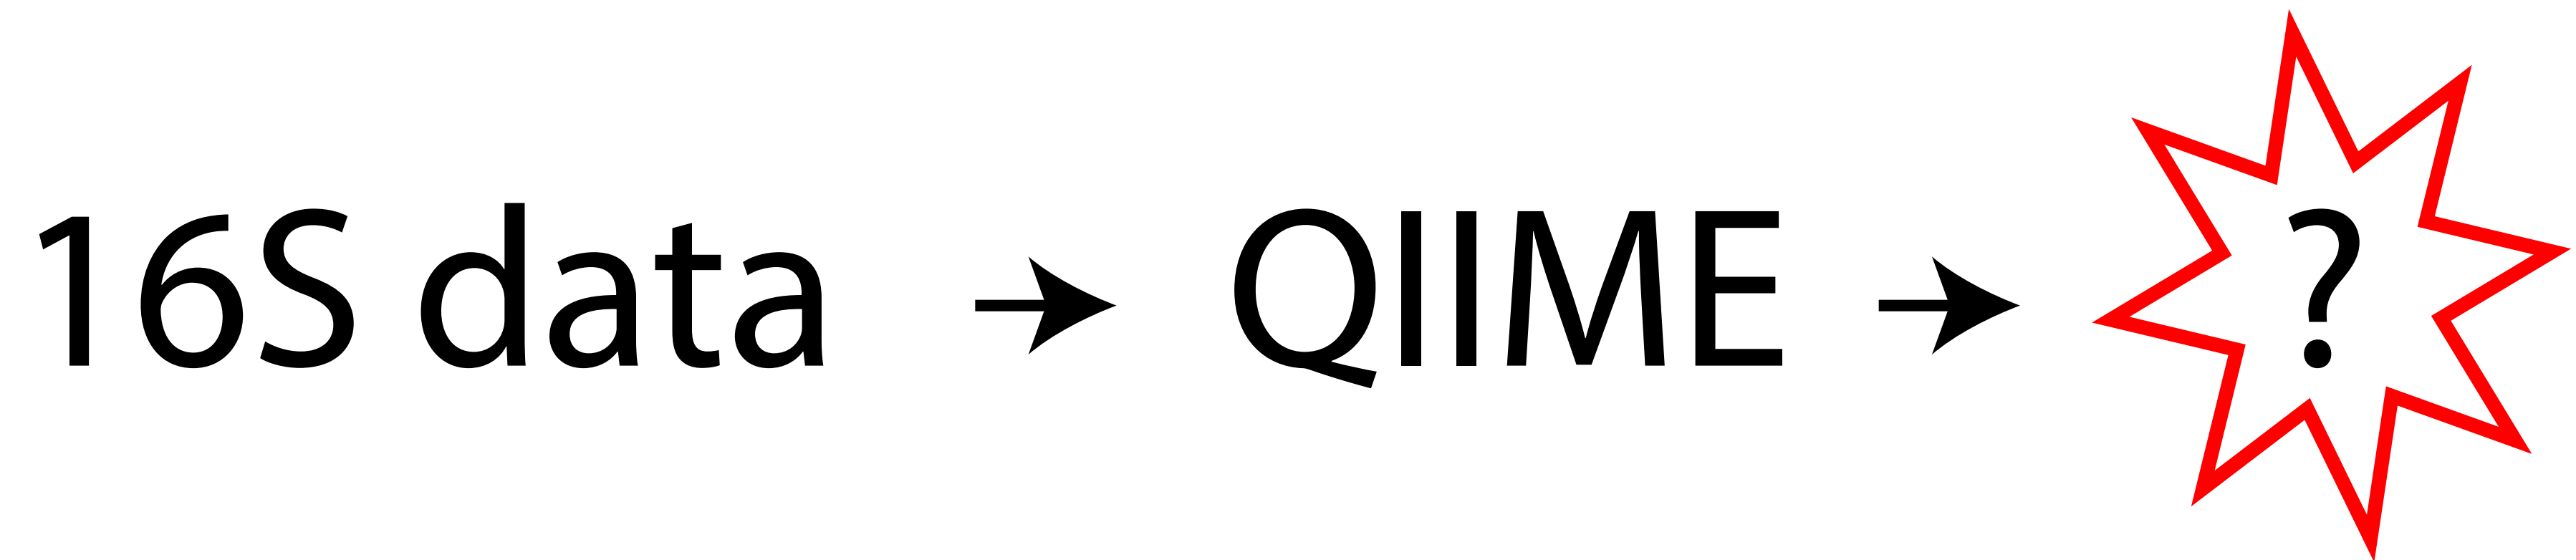 16S data → QIIME → ?